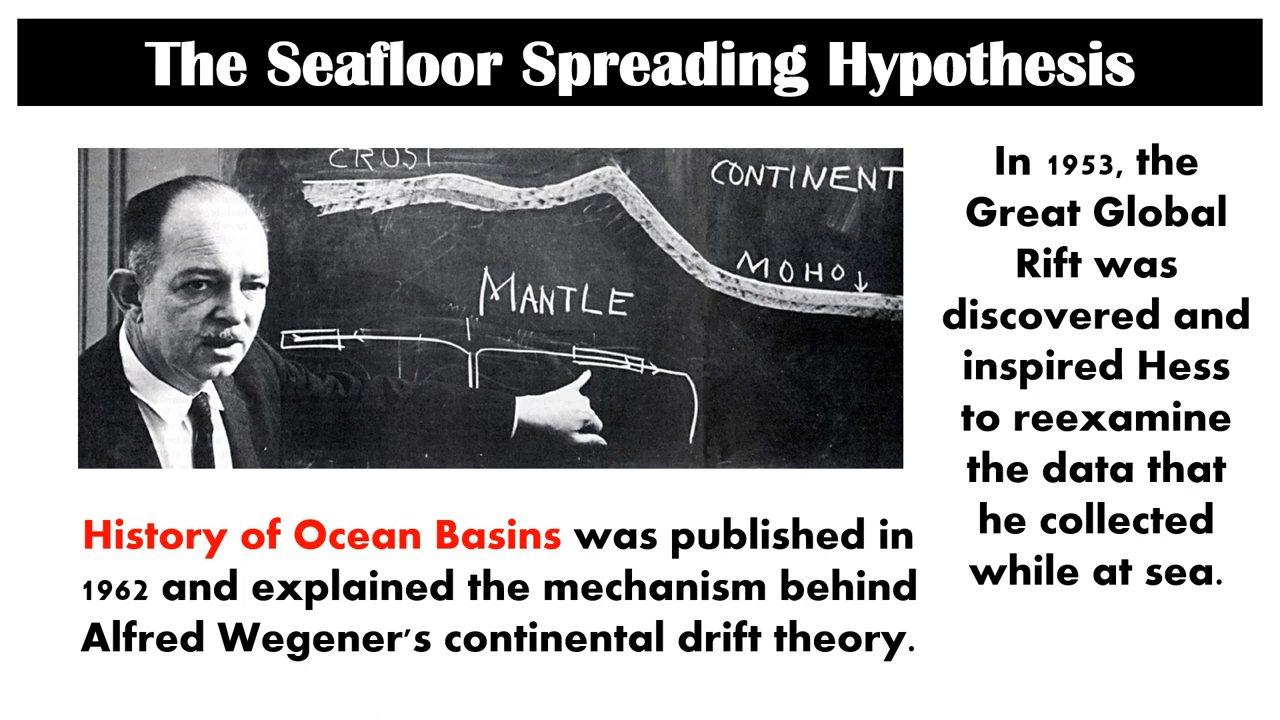 The Seafloor Spreading Hypothesis
CRUST
CONTINENT
MOHO
MANTLE
In 1953, the
Great Global
Rift was
discovered and
inspired Hess
to reexamine
the data that
he collected
while at sea.
History of Ocean Basins was published in
1962 and explained the mechanism behind
Alfred Wegener's continental drift theory.